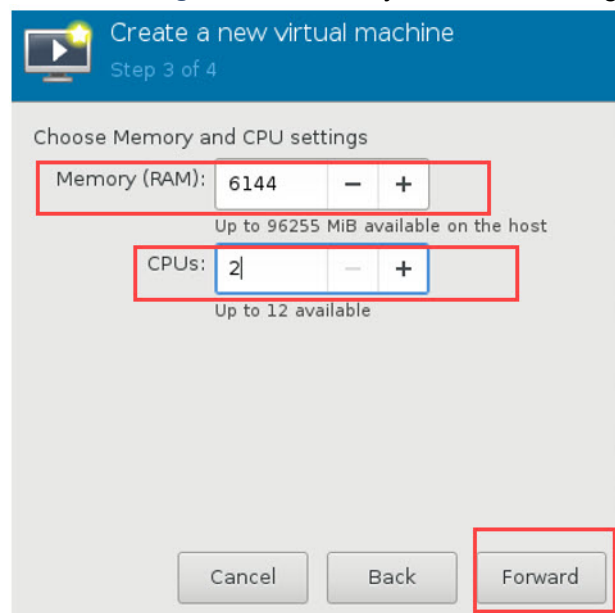 Create a new virtual machine
Step 3 of 4
Choose Memory and CPU settings
Memory (RAM): 6144 − +
Up to 96255 MiB available on the host
CPUs: 2 − +
Up to 12 available
Cancel Back Forward